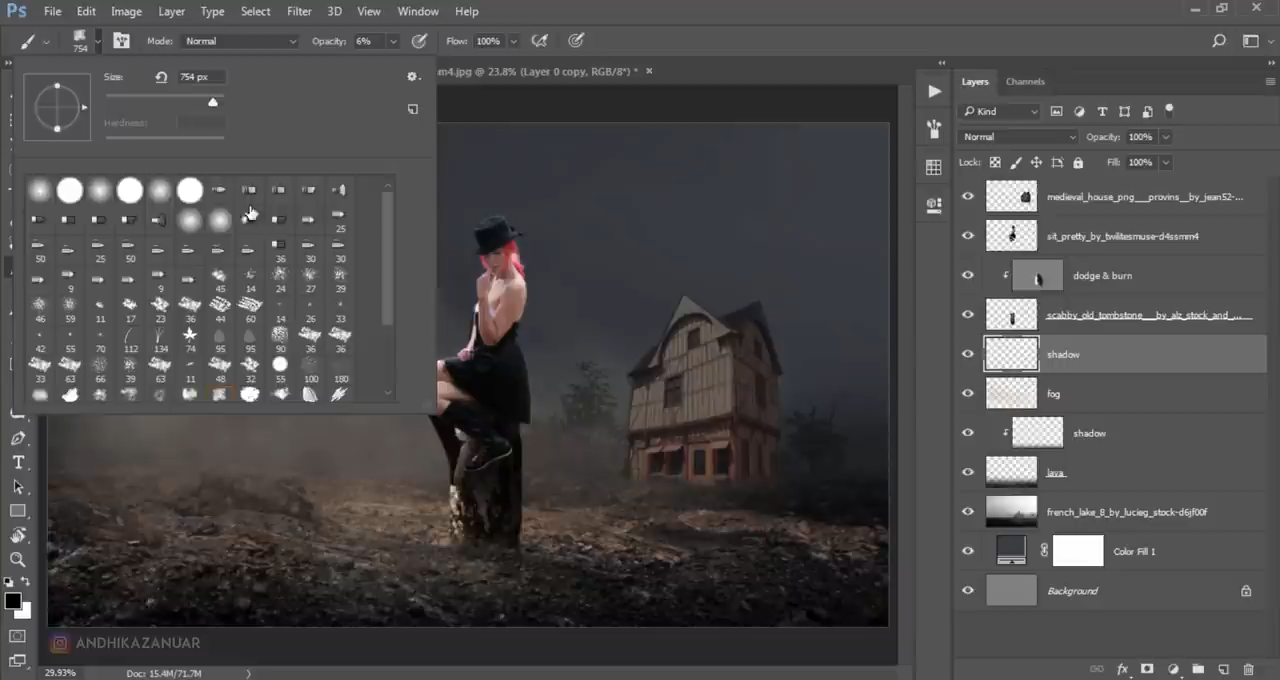 Ps File Edit Image Layer Type Select Filter 3D View Window Help
754 Mode: Normal Opacity: 6% Flow: 100%
Size: 754 px
Hardness:
25
50 25 50 36 30 30
9 9 45 14 24 27 39
46 59 11 17 23 36 44 60 14 26 33
42 55 70 112 134 74 95 95 90 36 36
33 63 66 39 63 11 48 32 55 100 180
m4.jpg @ 23.8% (Layer 0 copy, RGB/8*) * ×
Layers Channels
Kind
Normal Opacity: 100%
Lock: Fill: 100%
medieval_house_png___provins__by_jean52-...
sit_pretty_by_twilitesmuse-d4ssmm4
dodge & burn
scabby_old_tombstone___by_alz_stock_and_...
shadow
fog
shadow
lava
french_lake_8_by_lucieg_stock-d6jf00f
Color Fill 1
Background
ANDHIKAZANUAR
29.93% Doc: 15.4M/71.7M